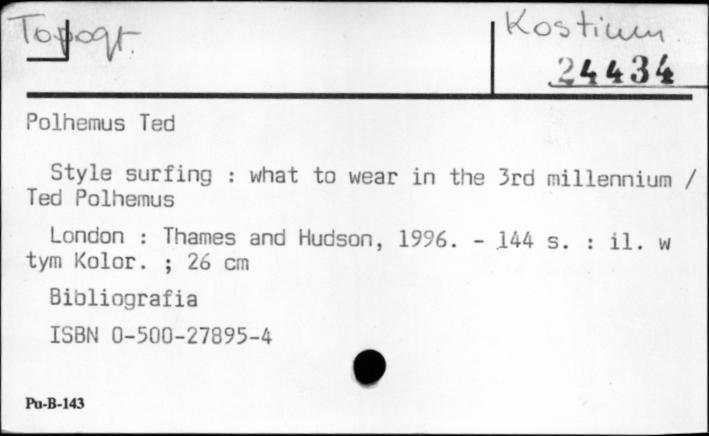 Topogr.
Kostium
24434
Polhemus Ted
Style surfing : what to wear in the 3rd millennium /
Ted Polhemus
London : Thames and Hudson, 1996. - 144 s. : il. w
tym Kolor. ; 26 cm
Bibliografia
ISBN 0-500-27895-4
Pu-B-143